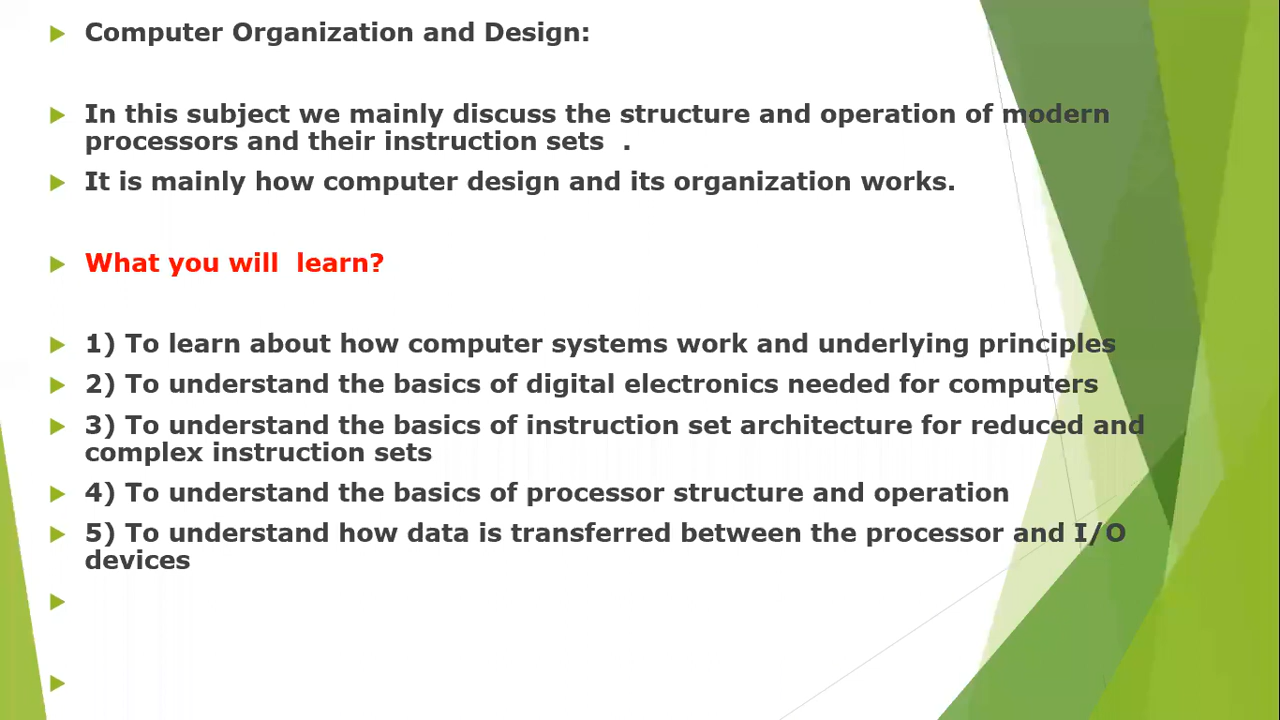 Computer Organization and Design:
In this subject we mainly discuss the structure and operation of modern
processors and their instruction sets  .
It is mainly how computer design and its organization works.
What you will  learn?
1) To learn about how computer systems work and underlying principles
2) To understand the basics of digital electronics needed for computers
3) To understand the basics of instruction set architecture for reduced and
complex instruction sets
4) To understand the basics of processor structure and operation
5) To understand how data is transferred between the processor and I/O
devices